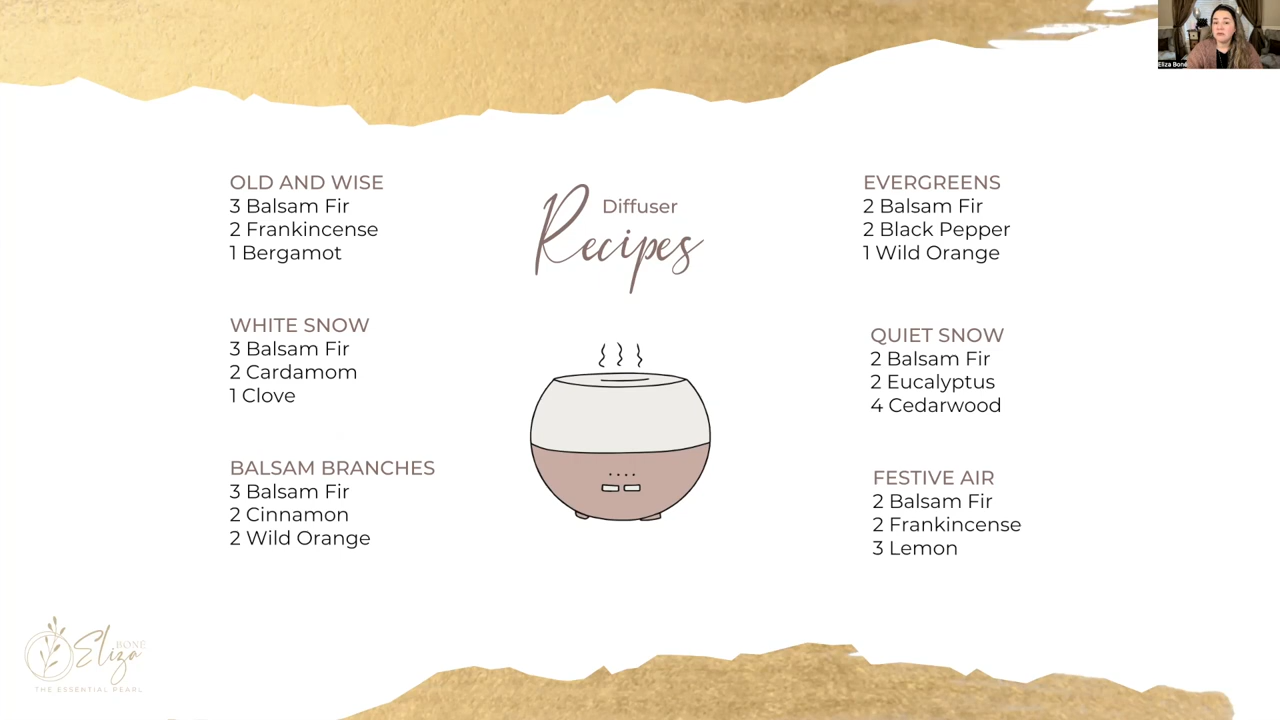 Eliza Boné
OLD AND WISE
3 Balsam Fir
2 Frankincense
1 Bergamot
WHITE SNOW
3 Balsam Fir
2 Cardamom
1 Clove
BALSAM BRANCHES
3 Balsam Fir
2 Cinnamon
2 Wild Orange
Diffuser
Recipes
EVERGREENS
2 Balsam Fir
2 Black Pepper
1 Wild Orange
QUIET SNOW
2 Balsam Fir
2 Eucalyptus
4 Cedarwood
FESTIVE AIR
2 Balsam Fir
2 Frankincense
3 Lemon
Eliza BONÉ
THE ESSENTIAL PEARL